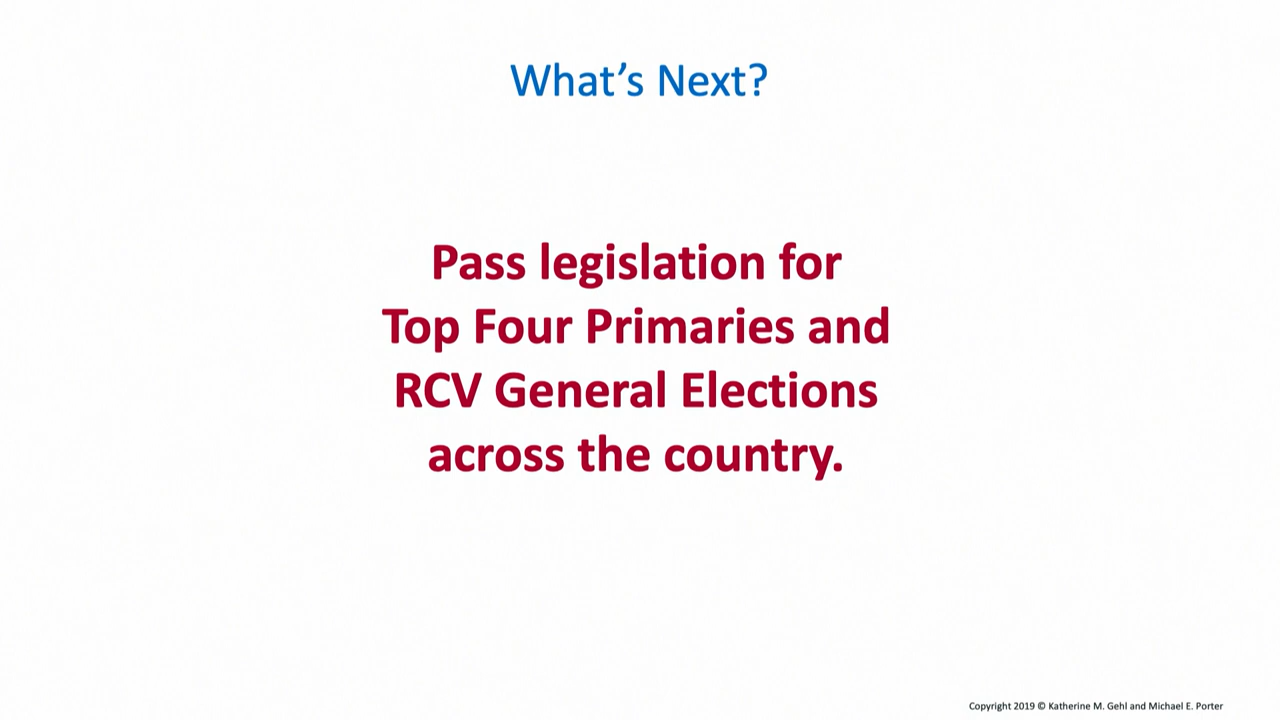 What’s Next?
Pass legislation for
Top Four Primaries and
RCV General Elections
across the country.
Copyright 2019 © Katherine M. Gehl and Michael E. Porter